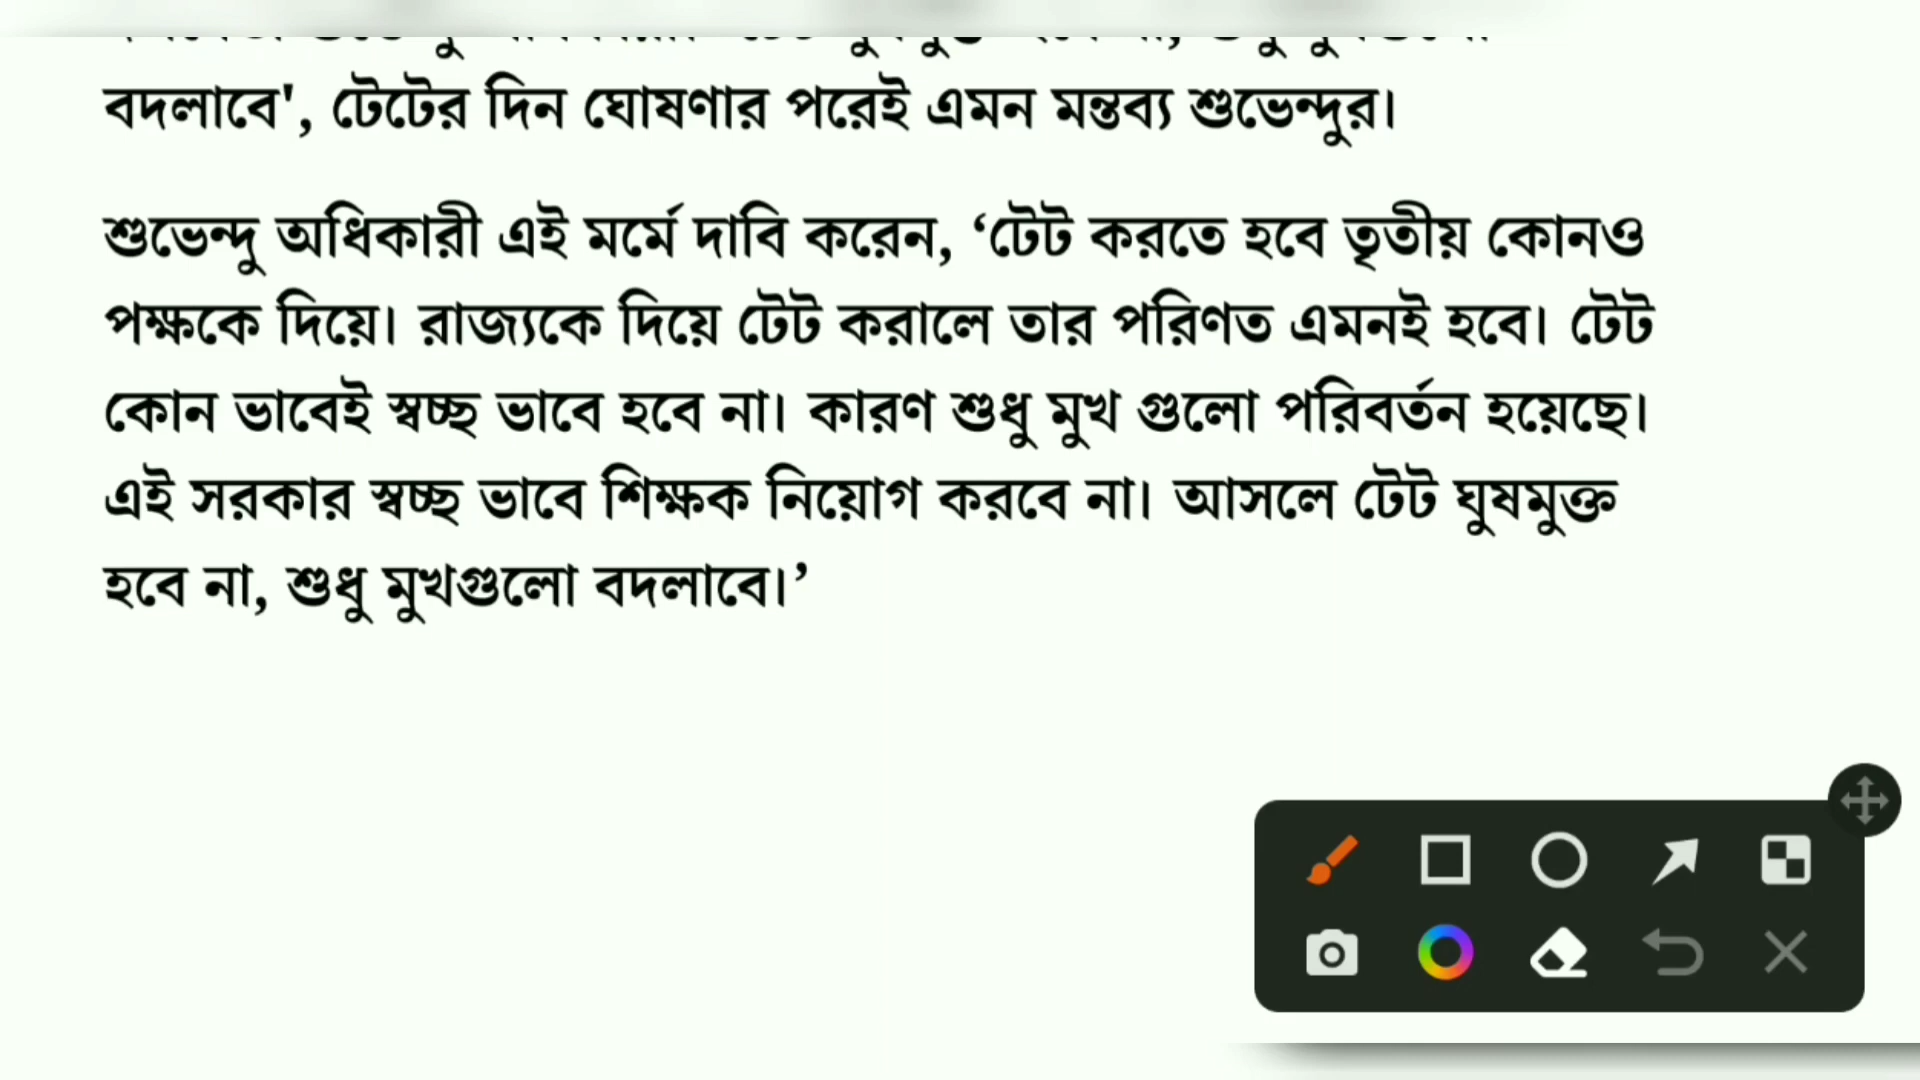 বদলাবে', টেটের দিন ঘোষণার পরেই এমন মন্তব্য শুভেন্দুর।
শুভেন্দু অধিকারী এই মর্মে দাবি করেন, ‘টেট করতে হবে তৃতীয় কোনও
পক্ষকে দিয়ে। রাজ্যকে দিয়ে টেট করালে তার পরিণত এমনই হবে। টেট
কোন ভাবেই স্বচ্ছ ভাবে হবে না। কারণ শুধু মুখ গুলো পরিবর্তন হয়েছে।
এই সরকার স্বচ্ছ ভাবে শিক্ষক নিয়োগ করবে না। আসলে টেট ঘুষমুক্ত
হবে না, শুধু মুখগুলো বদলাবে।’